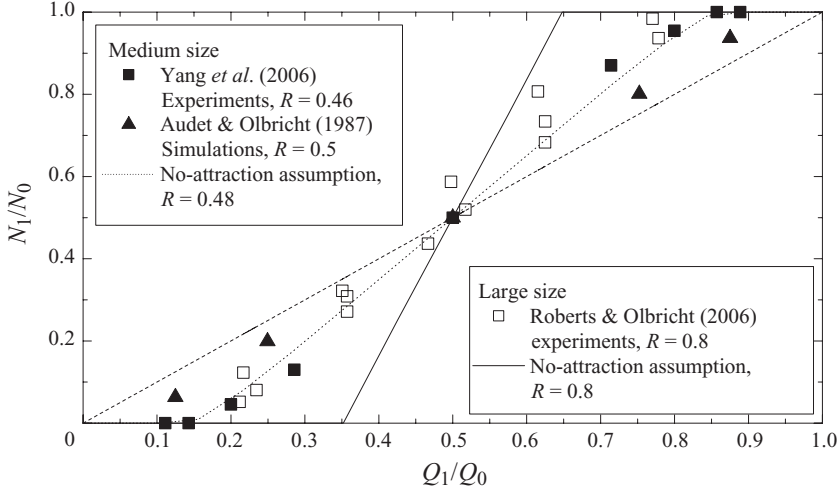 1.0
0.8
0.6
0.4
0.2
0
N1/N0
Medium size
Yang et al. (2006)
Experiments, R = 0.46
Audet & Olbricht (1987)
Simulations, R = 0.5
No-attraction assumption,
R = 0.48
Large size
Roberts & Olbricht (2006)
experiments, R = 0.8
No-attraction assumption,
R = 0.8
0.1 0.2 0.3 0.4 0.5 0.6 0.7 0.8 0.9 1.0
Q1/Q0